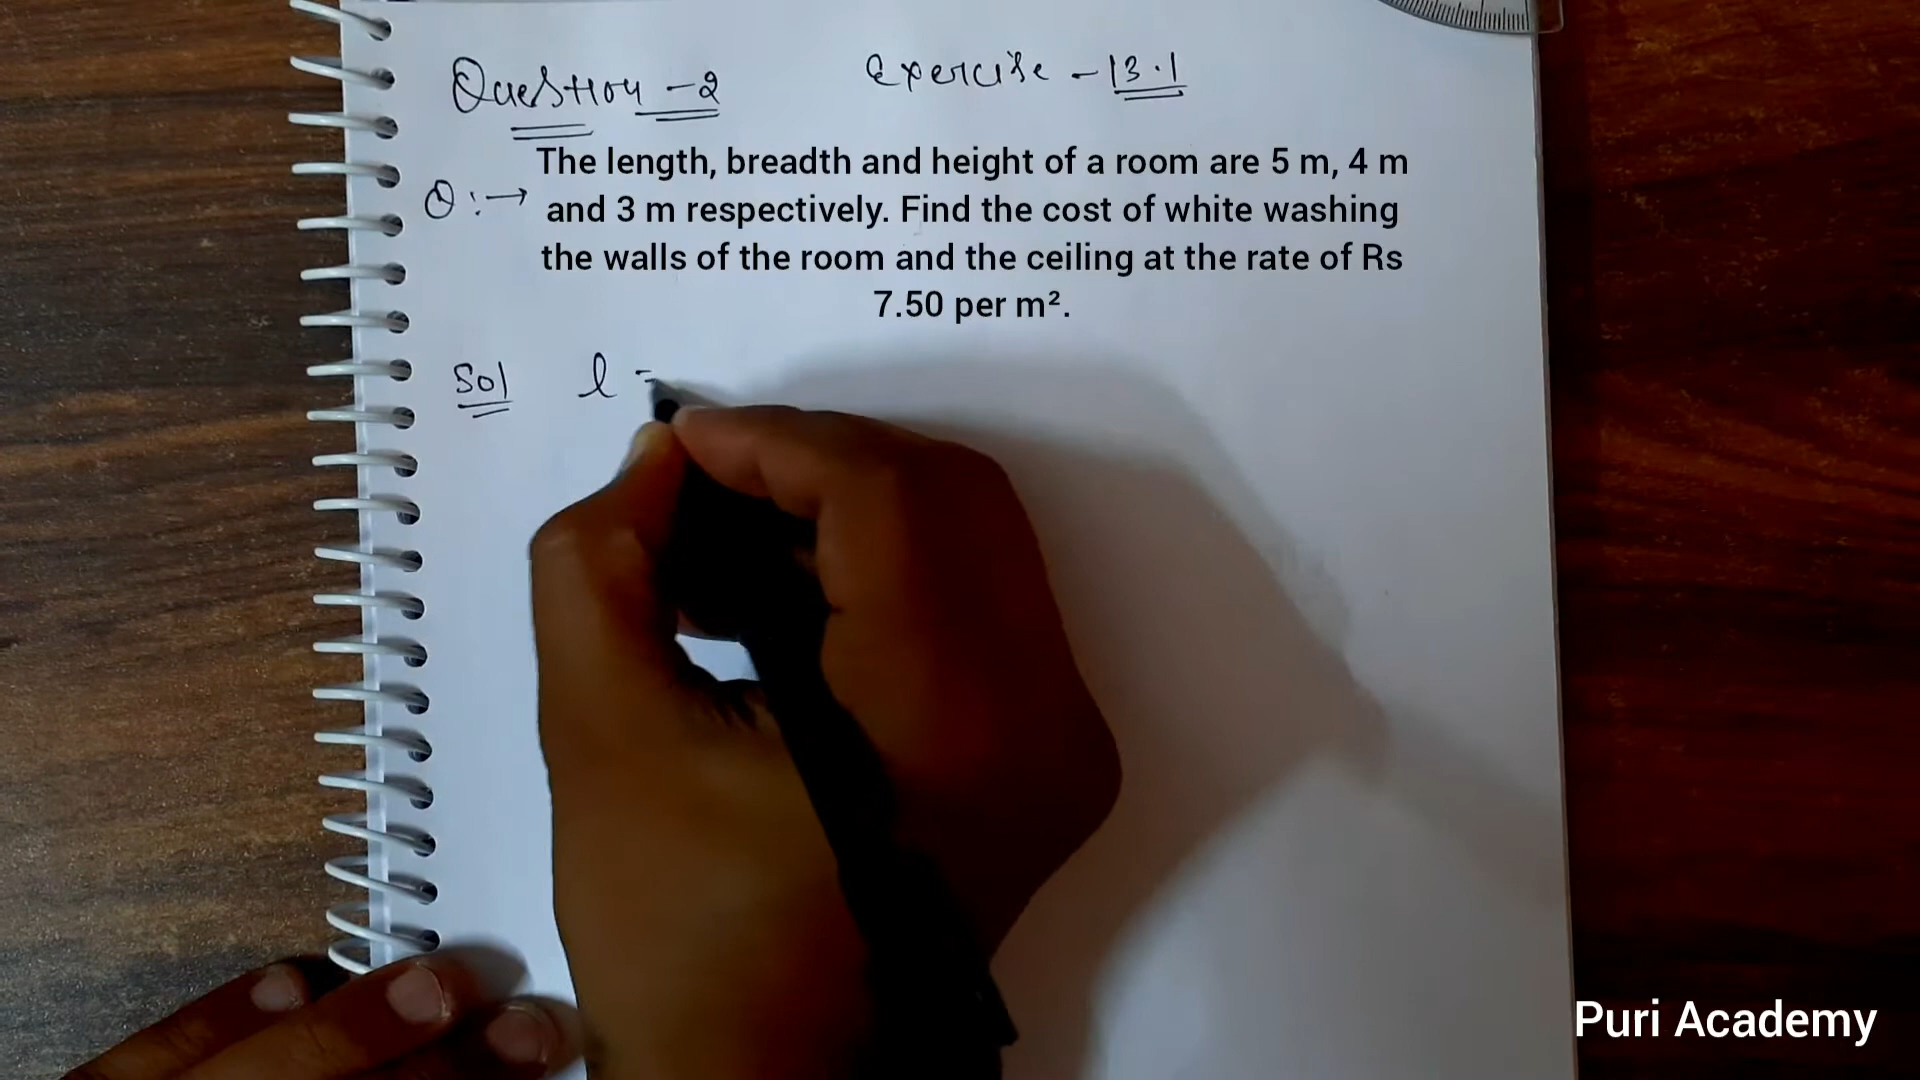 Question -2 Exercise -13.1
The length, breadth and height of a room are 5 m, 4 m
Q :→ and 3 m respectively. Find the cost of white washing
the walls of the room and the ceiling at the rate of Rs
7.50 per m².
Sol l =
Puri Academy